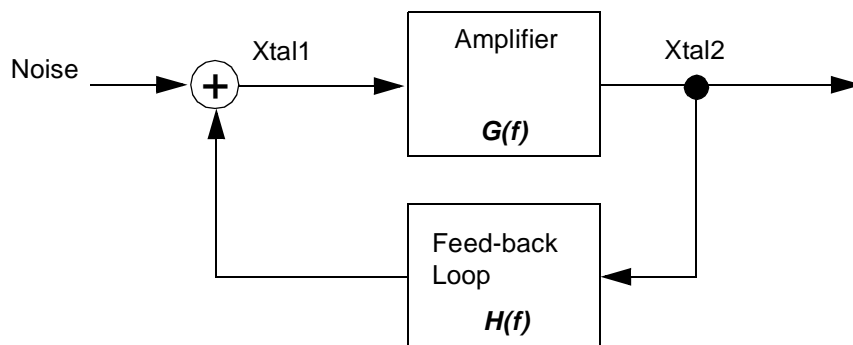 Noise
+
Xtal1
Amplifier
G(f)
Xtal2
Feed-back
Loop
H(f)